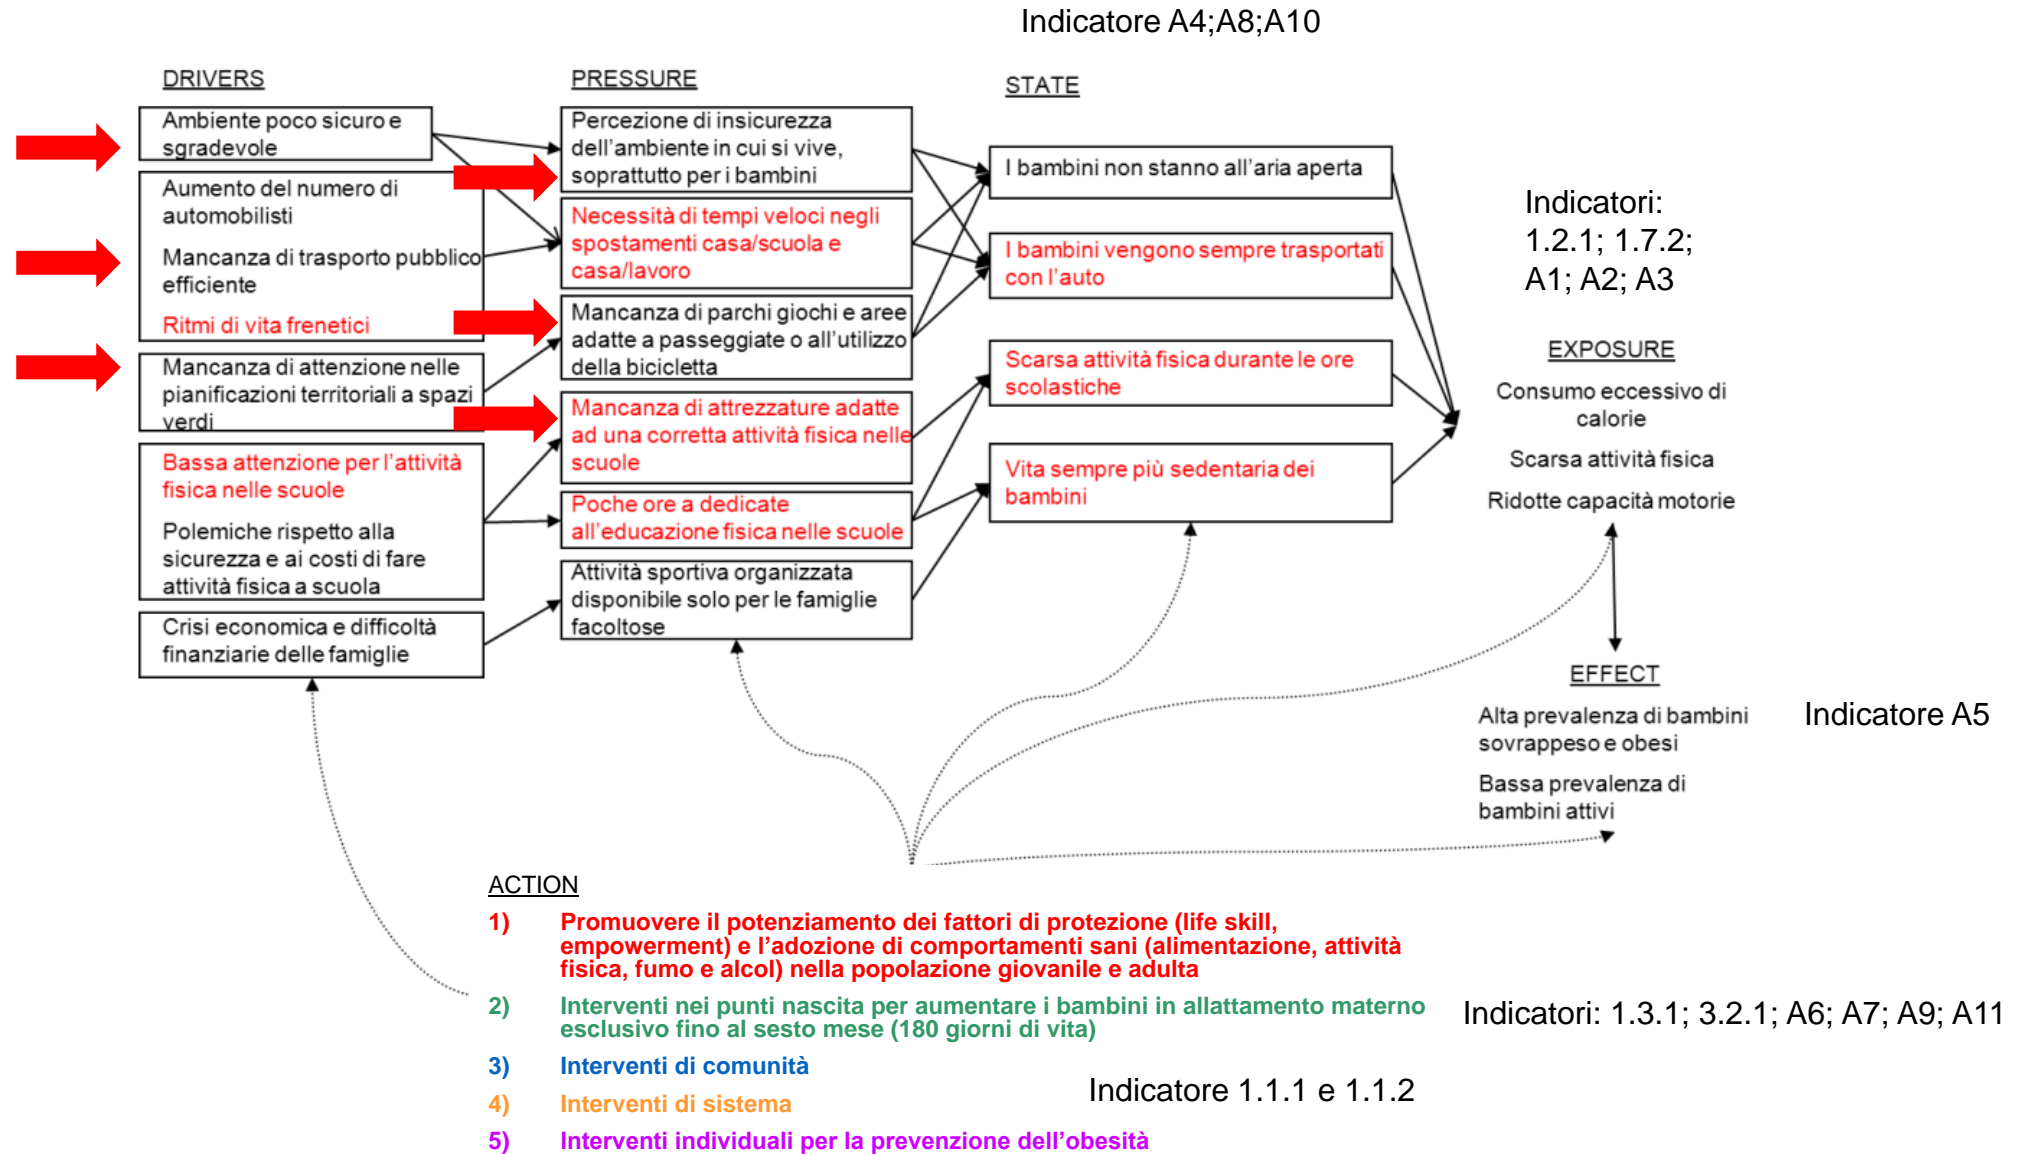 Indicatore A4;A8;A10
DRIVERS
Ambiente poco sicuro e
sgradevole
Aumento del numero di
automobilisti
Mancanza di trasporto pubblico
efficiente
Ritmi di vita frenetici
Mancanza di attenzione nelle
pianificazioni territoriali a spazi
verdi
Bassa attenzione per l'attività
fisica nelle scuole
Polemiche rispetto alla
sicurezza e ai costi di fare
attività fisica a scuola
Crisi economica e difficoltà
finanziarie delle famiglie
PRESSURE
Percezione di insicurezza
dell'ambiente in cui si vive,
soprattutto per i bambini
Necessità di tempi veloci negli
spostamenti casa/scuola e
casa/lavoro
Mancanza di parchi giochi e aree
adatte a passeggiate o all'utilizzo
della bicicletta
Mancanza di attrezzature adatte
ad una corretta attività fisica nelle
scuole
Poche ore a dedicate
all'educazione fisica nelle scuole
Attività sportiva organizzata
disponibile solo per le famiglie
facoltose
STATE
I bambini non stanno all'aria aperta
I bambini vengono sempre trasportati
con l'auto
Scarsa attività fisica durante le ore
scolastiche
Vita sempre più sedentaria dei
bambini
Indicatori:
1.2.1; 1.7.2;
A1; A2; A3
EXPOSURE
Consumo eccessivo di
calorie
Scarsa attività fisica
Ridotte capacità motorie
EFFECT
Alta prevalenza di bambini
sovrappeso e obesi
Bassa prevalenza di
bambini attivi
Indicatore A5
ACTION
1) Promuovere il potenziamento dei fattori di protezione (life skill,
empowerment) e l'adozione di comportamenti sani (alimentazione, attività
fisica, fumo e alcol) nella popolazione giovanile e adulta
2) Interventi nei punti nascita per aumentare i bambini in allattamento materno
esclusivo fino al sesto mese (180 giorni di vita)
Indicatori: 1.3.1; 3.2.1; A6; A7; A9; A11
3) Interventi di comunità
Indicatore 1.1.1 e 1.1.2
4) Interventi di sistema
5) Interventi individuali per la prevenzione dell'obesità